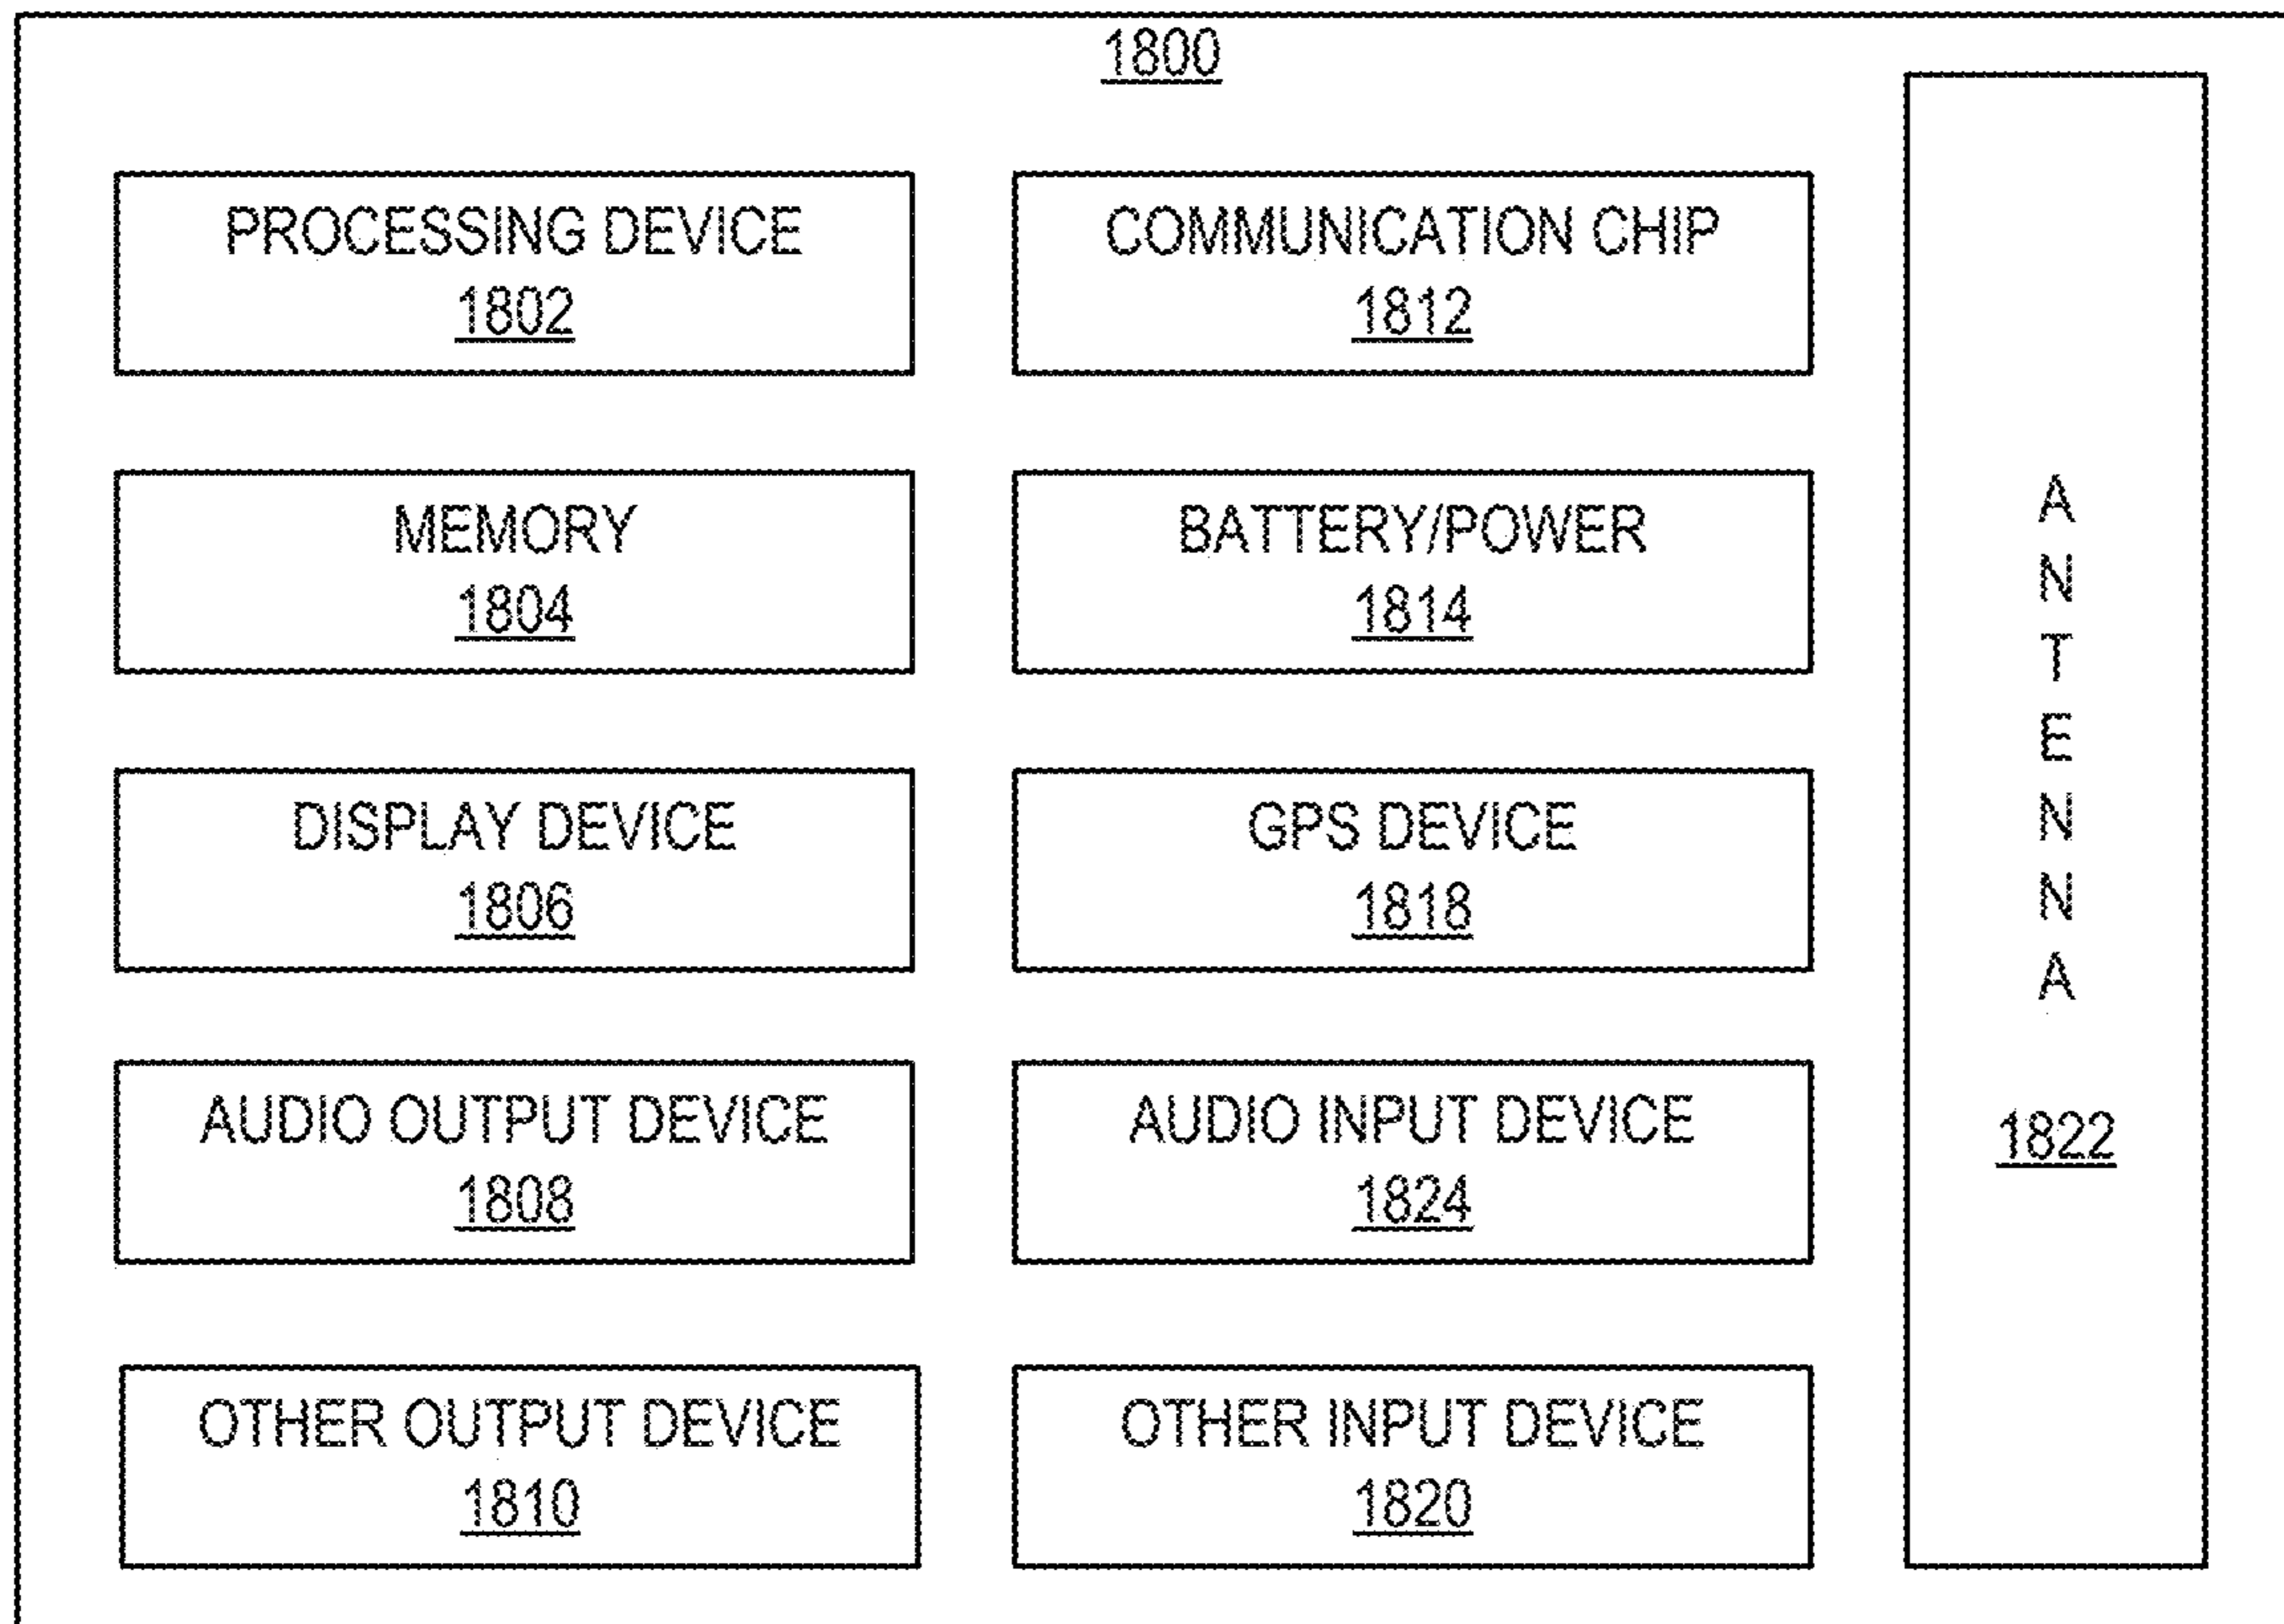 1800
PROCESSING DEVICE
1802
COMMUNICATION CHIP
1812
MEMORY
1804
BATTERY/POWER
1814
DISPLAY DEVICE
1806
GPS DEVICE
1818
AUDIO OUTPUT DEVICE
1808
AUDIO INPUT DEVICE
1824
OTHER OUTPUT DEVICE
1810
OTHER INPUT DEVICE
1820
ANTENNA
1822